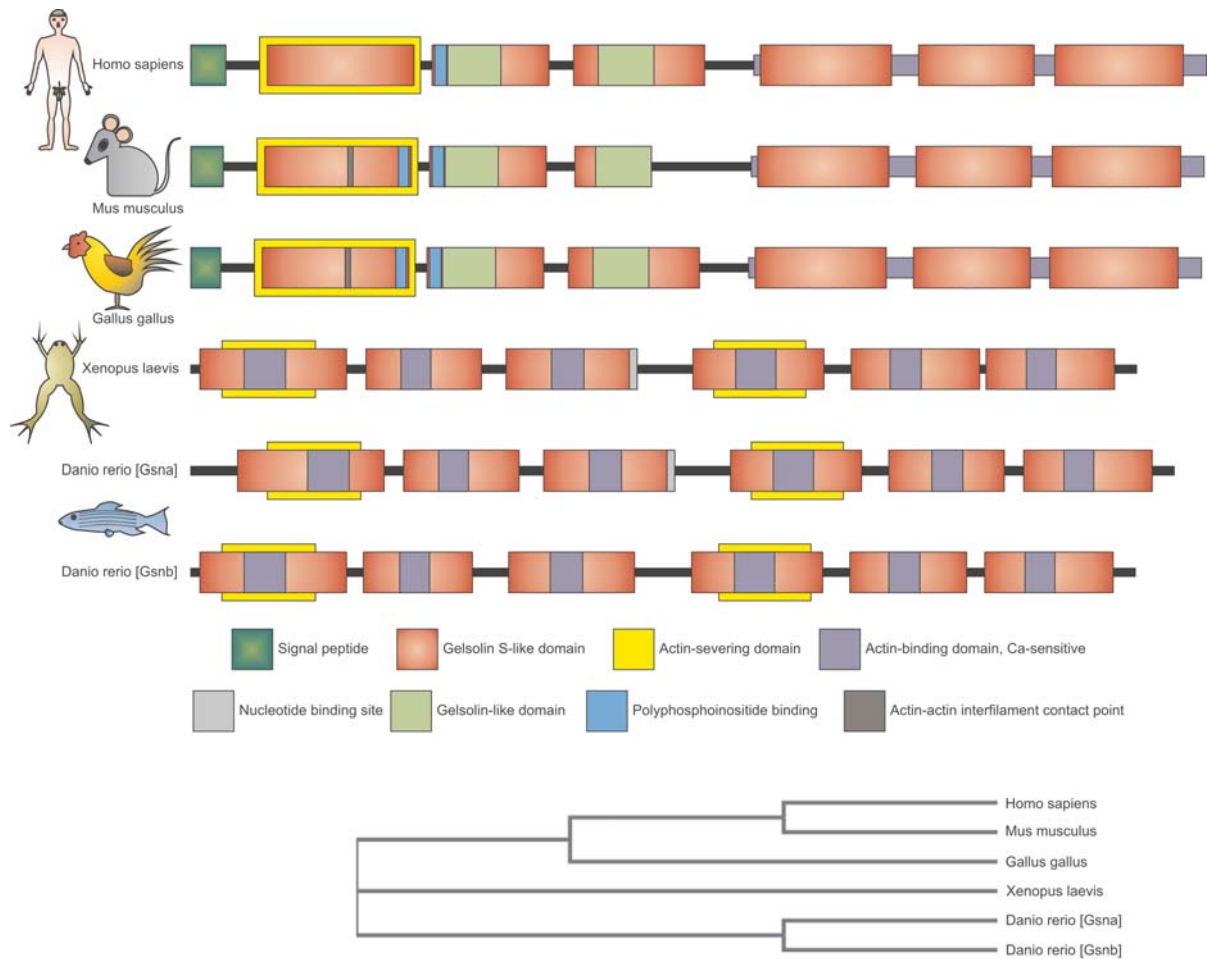 Homo sapiens
Mus musculus
Gallus gallus
Xenopus laevis
Danio rerio [Gsna]
Danio rerio [Gsnb]
Signal peptide
Gelsolin S-like domain
Actin-severing domain
Actin-binding domain, Ca-sensitive
Nucleotide binding site
Gelsolin-like domain
Polyphosphoinositide binding
Actin-actin interfilament contact point
Homo sapiens
Mus musculus
Gallus gallus
Xenopus laevis
Danio rerio [Gsna]
Danio rerio [Gsnb]